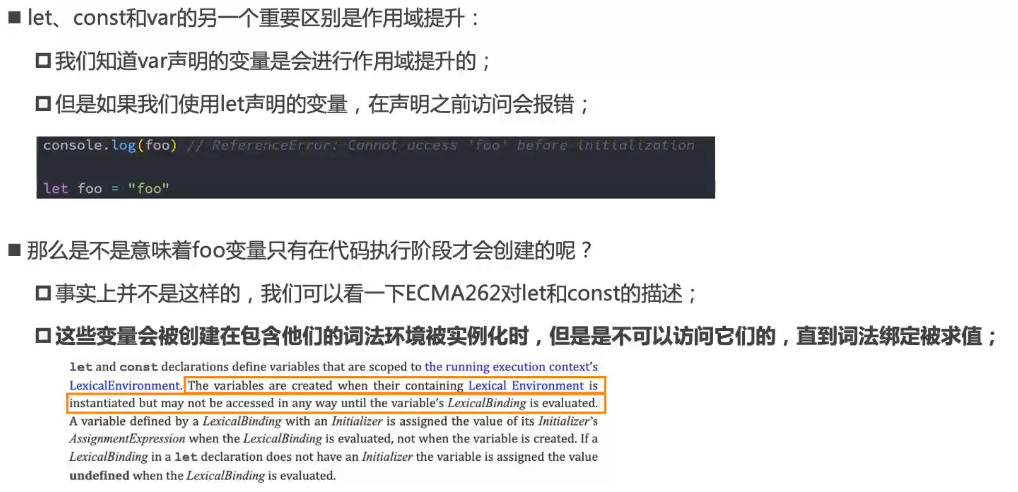 let、const和var的另一个重要区别是作用域提升：
我们知道var声明的变量是会进行作用域提升的；
但是如果我们使用let声明的变量，在声明之前访问会报错；
console.log(foo) // ReferenceError: Cannot access 'foo' before initialization
let foo = "foo"
那么是不是意味着foo变量只有在代码执行阶段才会创建的呢？
事实上并不是这样的，我们可以看一下ECMA262对let和const的描述；
这些变量会被创建在包含他们的词法环境被实例化时，但是是不可以访问它们的，直到词法绑定被求值；
let and const declarations define variables that are scoped to the running execution context's
LexicalEnvironment. The variables are created when their containing Lexical Environment is
instantiated but may not be accessed in any way until the variable's LexicalBinding is evaluated.
A variable defined by a LexicalBinding with an Initializer is assigned the value of its Initializer's
AssignmentExpression when the LexicalBinding is evaluated, not when the variable is created. If a
LexicalBinding in a let declaration does not have an Initializer the variable is assigned the value
undefined when the LexicalBinding is evaluated.